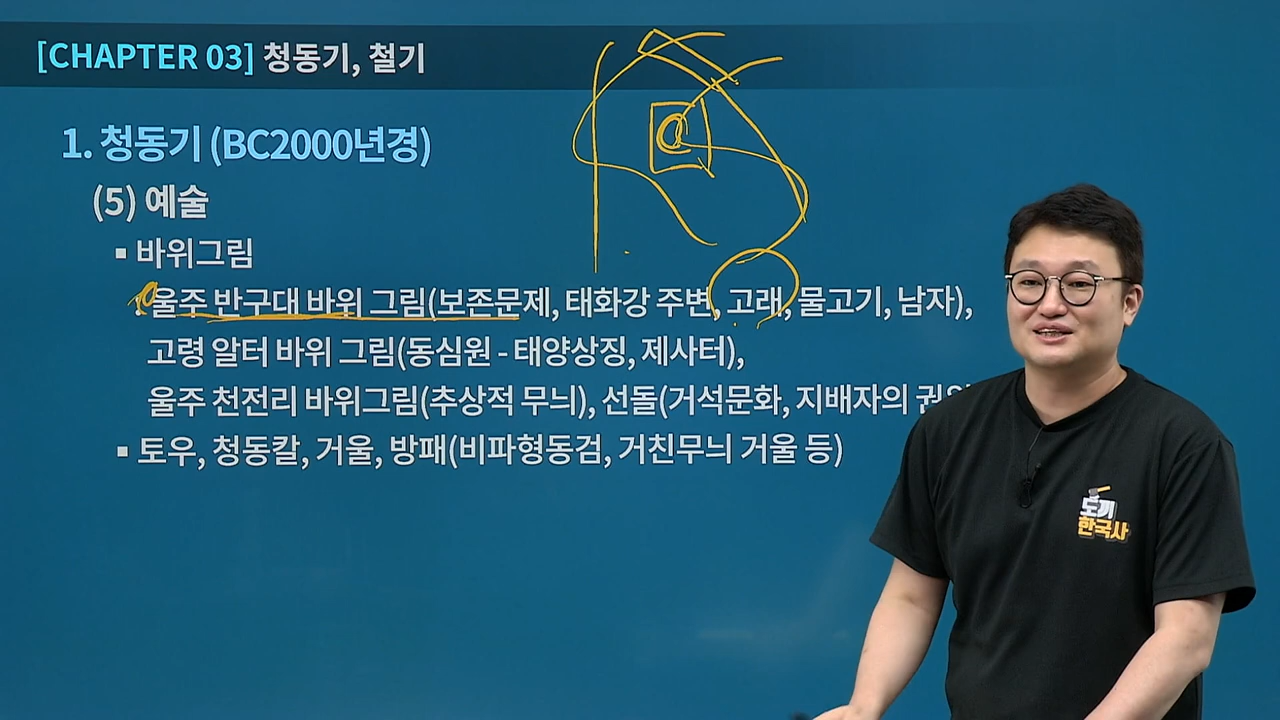 [CHAPTER 03] 청동기, 철기
1. 청동기 (BC2000년경)
(5) 예술
▪ 바위그림
: 울주 반구대 바위 그림(보존문제, 태화강 주변, 고래, 물고기, 남자),
고령 알터 바위 그림(동심원 - 태양상징, 제사터),
울주 천전리 바위그림(추상적 무늬), 선돌(거석문화, 지배자의
▪ 토우, 청동칼, 거울, 방패(비파형동검, 거친무늬 거울 등)
도끼
한국사